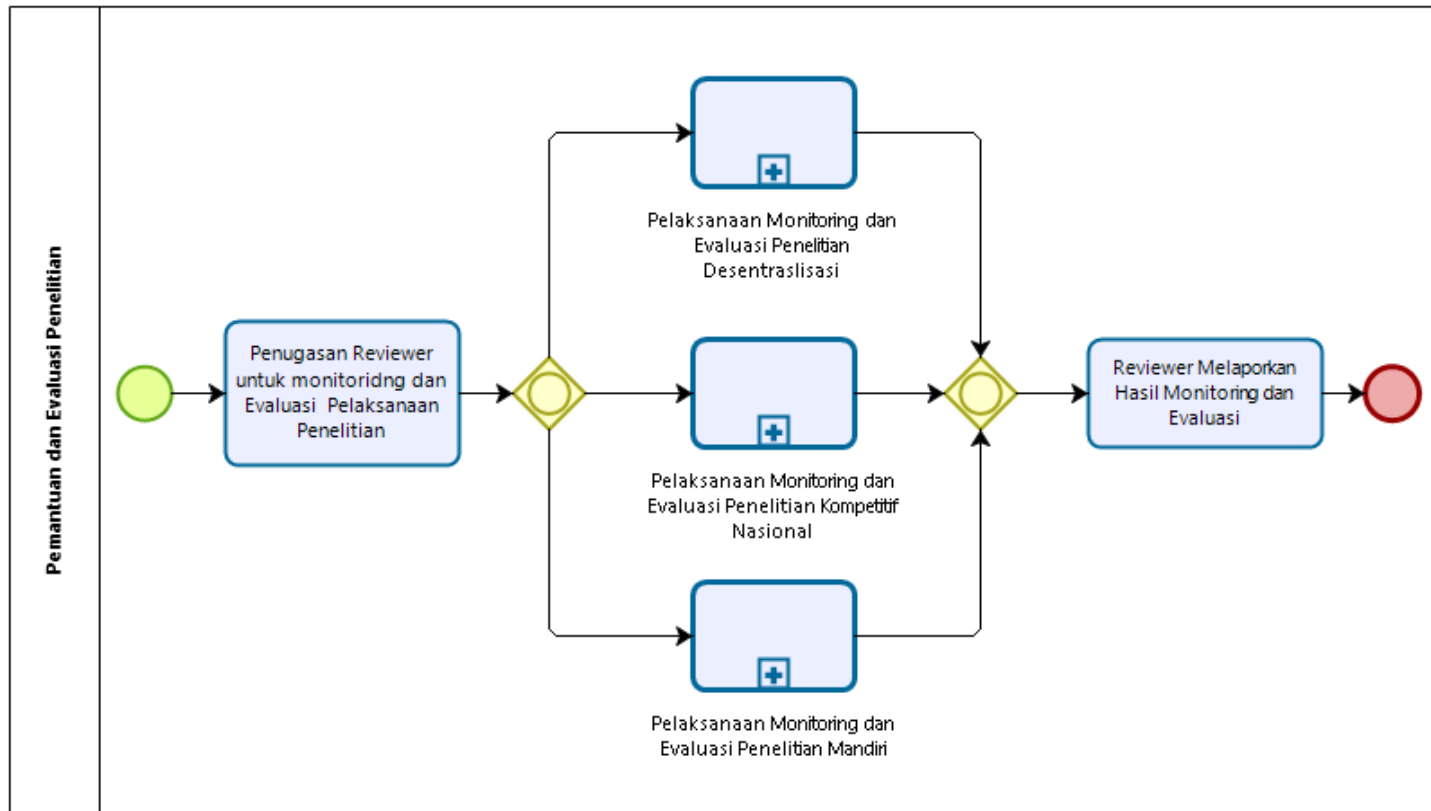 Pemantuan dan Evaluasi Penelitian
Penugasan Reviewer
untuk monitoridng dan
Evaluasi Pelaksanaan
Penelitian
Pelaksanaan Monitoring dan
Evaluasi Penelitian
Desentraslisasi
Pelaksanaan Monitoring dan
Evaluasi Penelitian Kompetitif
Nasional
Pelaksanaan Monitoring dan
Evaluasi Penelitian Mandiri
Reviewer Melaporkan
Hasil Monitoring dan
Evaluasi